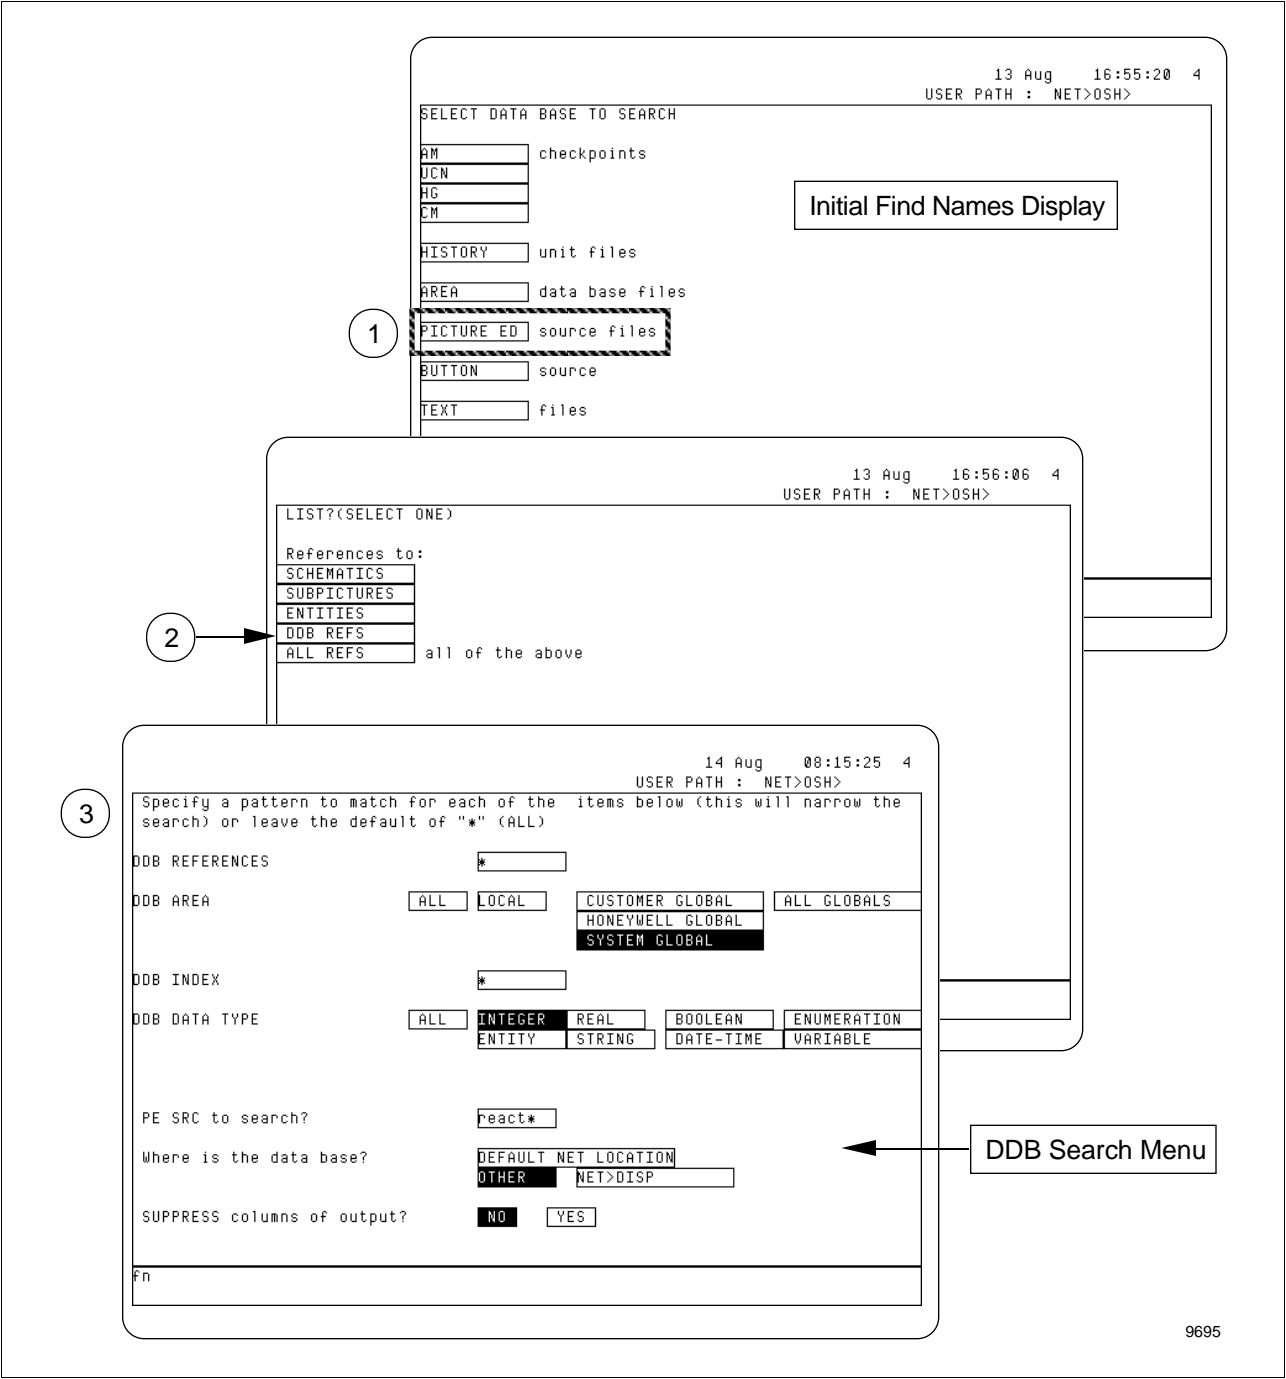 13 Aug 16:55:20 4
USER PATH : NET>OSH>
SELECT DATA BASE TO SEARCH
AM checkpoints
UCN
HG
CM
Initial Find Names Display
HISTORY unit files
AREA data base files
1 PICTURE ED source files
BUTTON source
TEXT files
13 Aug 16:56:06 4
USER PATH : NET>OSH>
LIST?(SELECT ONE)
References to:
SCHEMATICS
SUBPICTURES
ENTITIES
2 DDB REFS
ALL REFS all of the above
14 Aug 08:15:25 4
USER PATH : NET>OSH>
3
Specify a pattern to match for each of the items below (this will narrow the
search) or leave the default of "*" (ALL)
DDB REFERENCES *
DDB AREA ALL LOCAL CUSTOMER GLOBAL ALL GLOBALS
HONEYWELL GLOBAL
SYSTEM GLOBAL
DDB INDEX *
DDB DATA TYPE ALL INTEGER REAL BOOLEAN ENUMERATION
ENTITY STRING DATE-TIME VARIABLE
PE SRC to search? react*
Where is the data base? DEFAULT NET LOCATION
OTHER NET>DISP
DDB Search Menu
SUPPRESS columns of output? NO YES
fn
9695